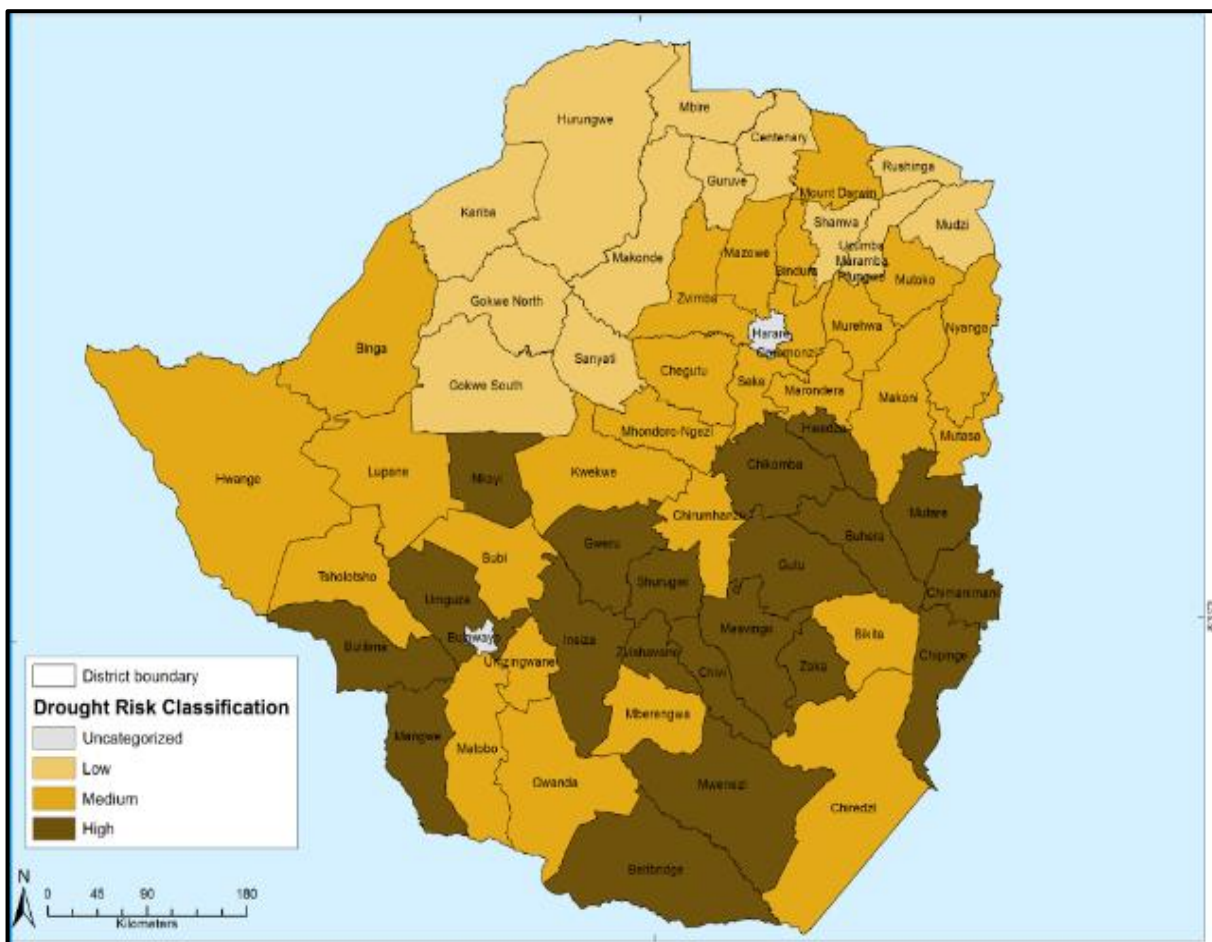 Hurungwe
Mbire
Centenary
Rushinga
Guruve
Mount Darwin
Kariba
Shamva
Mudzi
Makonde
Mazowe
Bindura
Mutoko
Gokwe North
Zvimba
Harare
Murehwa
Nyanga
Binga
Sanyati
Chegutu
Seke
Marondera
Gokwe South
Makoni
Mhondoro-Ngezi
Mutasa
Hwedza
Chikomba
Hwange
Lupane
Nkayi
Kwekwe
Chirumhanzu
Mutare
Buhera
Gweru
Bubi
Gutu
Tsholotsho
Shurugwi
Umguza
Chimanimani
Masvingo
Bikita
Insiza
Zvishavane
Zaka
Chipinge
Umzingwane
Chivi
Mberengwa
Mangwe
Matobo
Gwanda
Mwenezi
Chiredzi
Beitbridge
District boundary
Drought Risk Classification
Uncategorized
Low
Medium
High
N
0 45 90 180
Kilometers